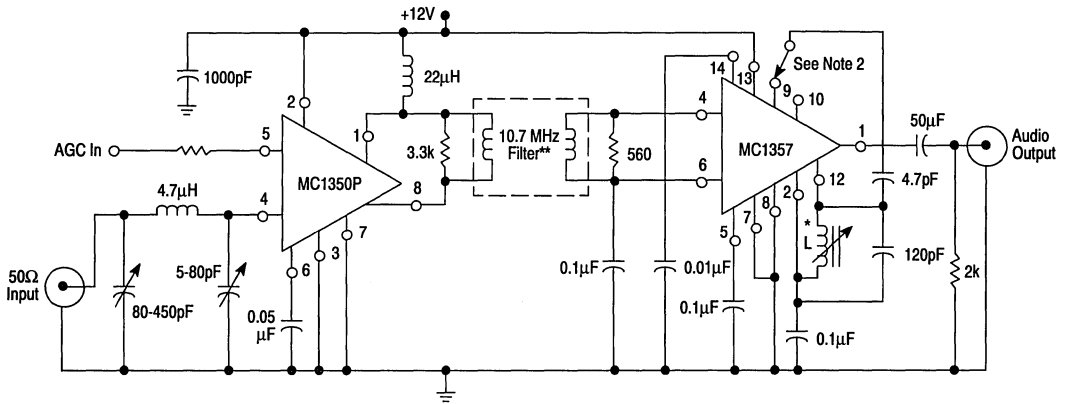 +12V
1000pF
22μH
See Note 2
14
13
9
10
2
1
4
50μF
Audio
Output
AGC In
5
3.3k
10.7 MHz
Filter**
560
MC1357
1
MC1350P
4.7μH
8
6
12
4.7pF
4
2
8
7
5
*
L
50Ω
Input
5-80pF
7
3
6
0.1μF
0.01μF
120pF
2k
80-450pF
0.05
μF
0.1μF
0.1μF